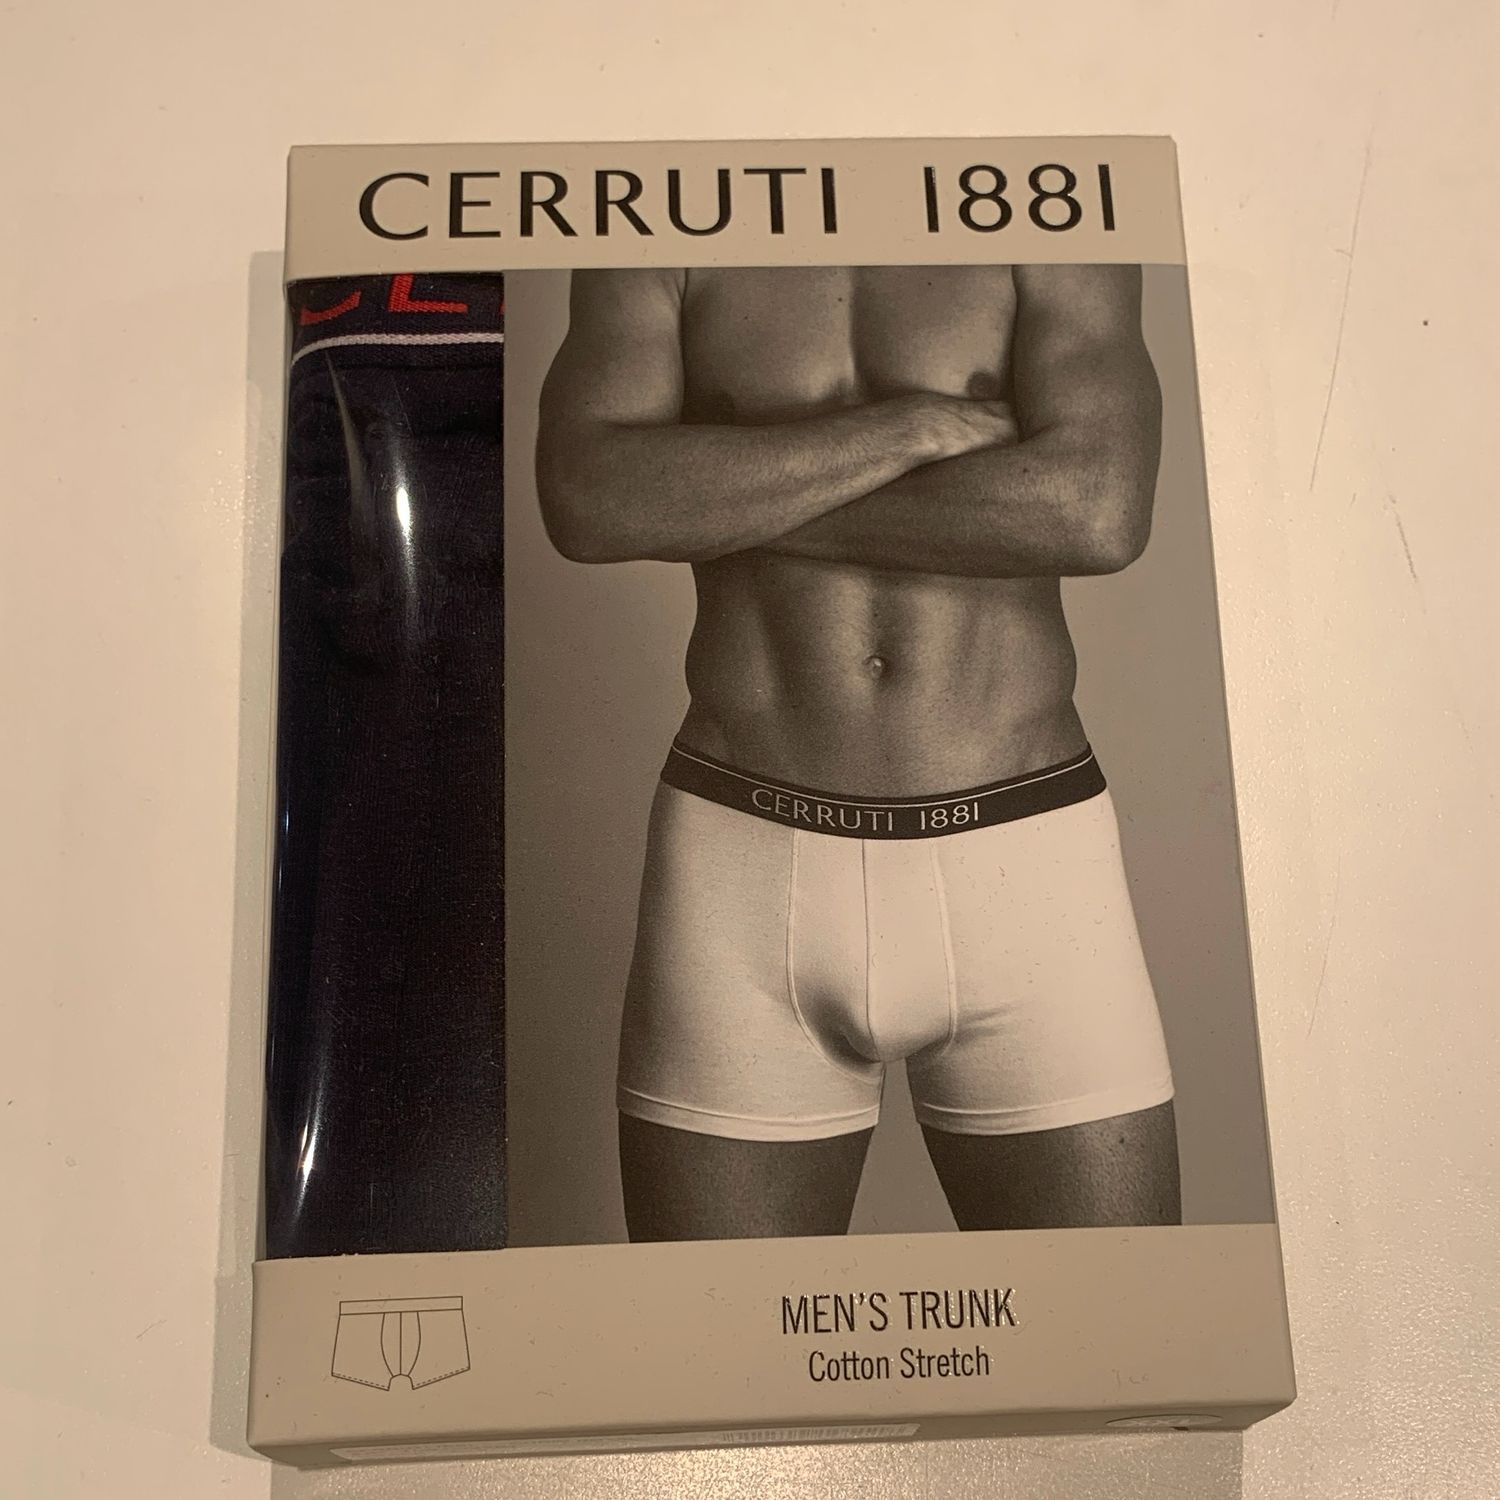 CERRUTI 1881
CERRUTI 1881
MEN'S TRUNK
Cotton Stretch